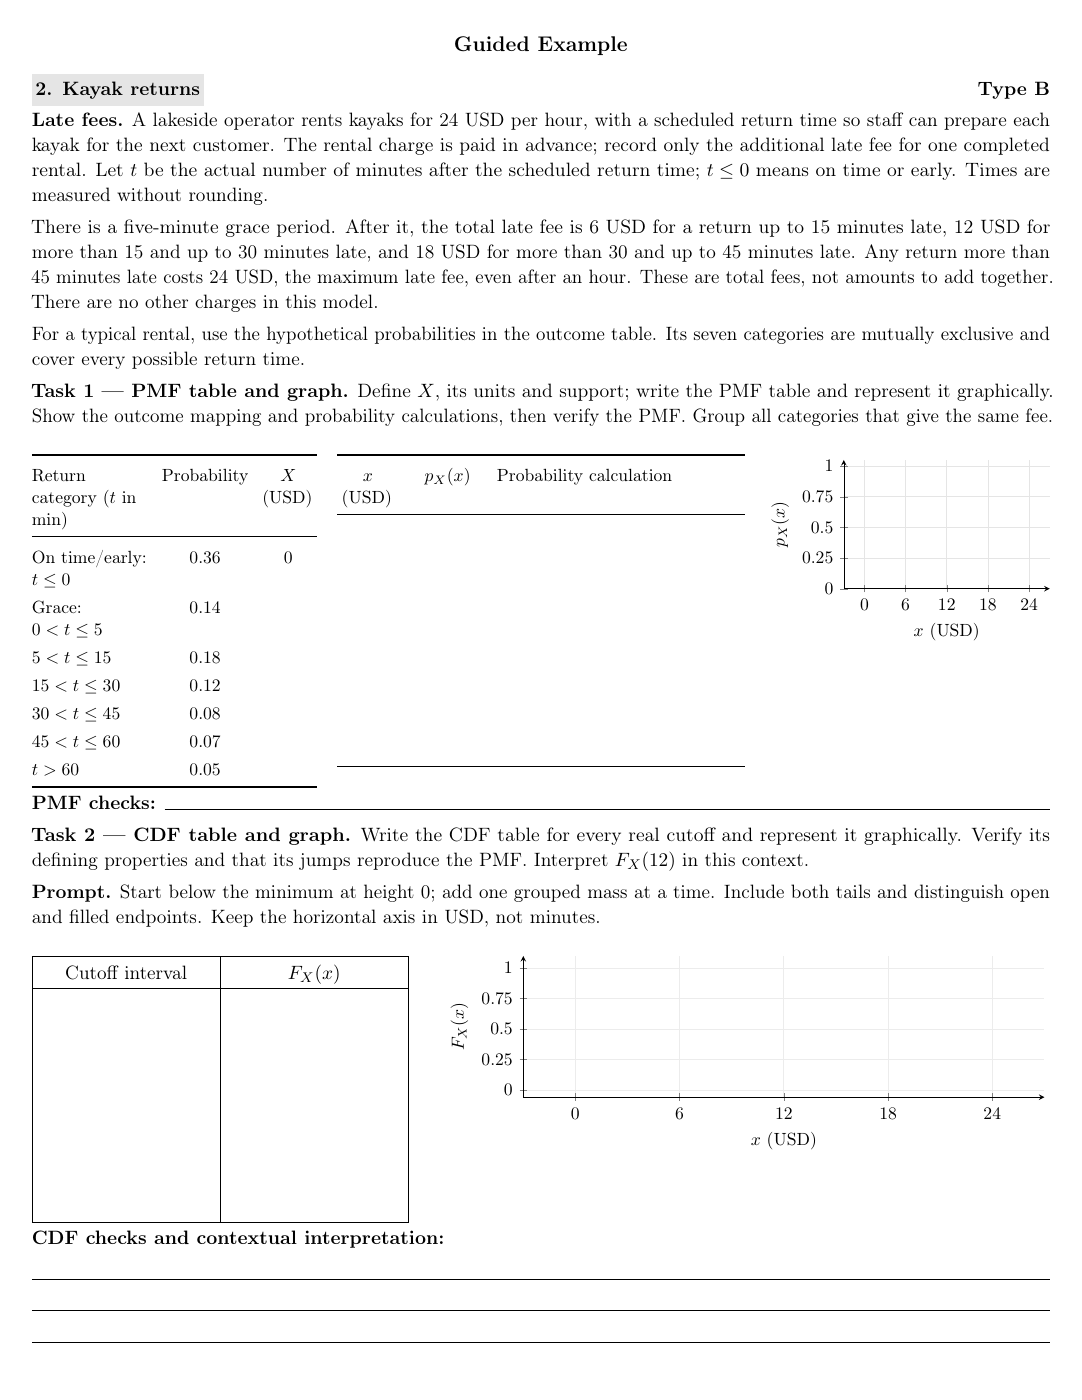 Guided Example
2. Kayak returns
Type B
Late fees. A lakeside operator rents kayaks for 24 USD per hour, with a scheduled return time so staff can prepare each
kayak for the next customer. The rental charge is paid in advance; record only the additional late fee for one completed
rental. Let t be the actual number of minutes after the scheduled return time; t ≤ 0 means on time or early. Times are
measured without rounding.
There is a five-minute grace period. After it, the total late fee is 6 USD for a return up to 15 minutes late, 12 USD for
more than 15 and up to 30 minutes late, and 18 USD for more than 30 and up to 45 minutes late. Any return more than
45 minutes late costs 24 USD, the maximum late fee, even after an hour. These are total fees, not amounts to add together.
There are no other charges in this model.
For a typical rental, use the hypothetical probabilities in the outcome table. Its seven categories are mutually exclusive and
cover every possible return time.
Task 1 — PMF table and graph. Define X, its units and support; write the PMF table and represent it graphically.
Show the outcome mapping and probability calculations, then verify the PMF. Group all categories that give the same fee.
Return Probability X
category (t in (USD)
min)
On time/early: 0.36 0
t ≤ 0
Grace: 0.14
0 < t ≤ 5
5 < t ≤ 15 0.18
15 < t ≤ 30 0.12
30 < t ≤ 45 0.08
45 < t ≤ 60 0.07
t > 60 0.05
x pX(x) Probability calculation
(USD)
1
0.75
0.5
0.25
0
pX(x)
0 6 12 18 24
x (USD)
PMF checks:
Task 2 — CDF table and graph. Write the CDF table for every real cutoff and represent it graphically. Verify its
defining properties and that its jumps reproduce the PMF. Interpret FX(12) in this context.
Prompt. Start below the minimum at height 0; add one grouped mass at a time. Include both tails and distinguish open
and filled endpoints. Keep the horizontal axis in USD, not minutes.
Cutoff interval FX(x)
1
0.75
0.5
0.25
0
FX(x)
0 6 12 18 24
x (USD)
CDF checks and contextual interpretation: